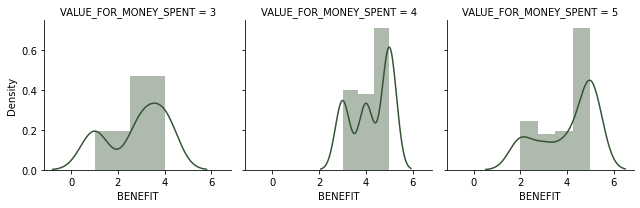 VALUE_FOR_MONEY_SPENT = 3
VALUE_FOR_MONEY_SPENT = 4
VALUE_FOR_MONEY_SPENT = 5
Density
0.6
0.4
0.2
0.0
0 2 4 6
0 2 4 6
0 2 4 6
BENEFIT
BENEFIT
BENEFIT